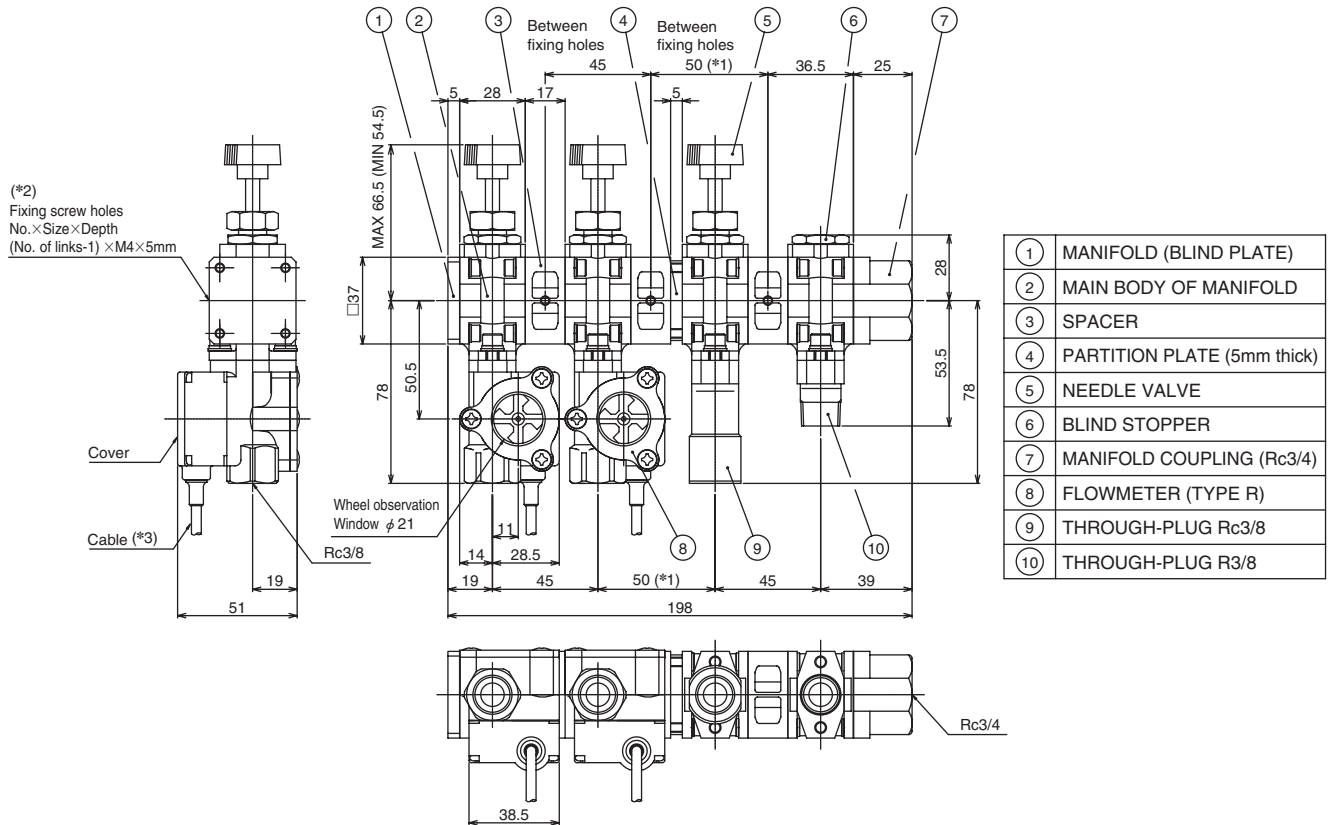 1
2
3
Between
fixing holes
4
Between
fixing holes
5
6
7
45
50 (*1)
36.5
25
5
28
17
5
MAX 66.5 (MIN 54.5)
(*2)
Fixing screw holes
No.×Size×Depth
(No. of links-1) ×M4×5mm
□37
28
78
50.5
53.5
78
Cover
Wheel observation
Window φ 21
Cable (*3)
Rc3/8
11
8
9
10
14
28.5
19
19
45
50 (*1)
45
39
51
198
Rc3/4
38.5
1 MANIFOLD (BLIND PLATE)
2 MAIN BODY OF MANIFOLD
3 SPACER
4 PARTITION PLATE (5mm thick)
5 NEEDLE VALVE
6 BLIND STOPPER
7 MANIFOLD COUPLING (Rc3/4)
8 FLOWMETER (TYPE R)
9 THROUGH-PLUG Rc3/8
10 THROUGH-PLUG R3/8